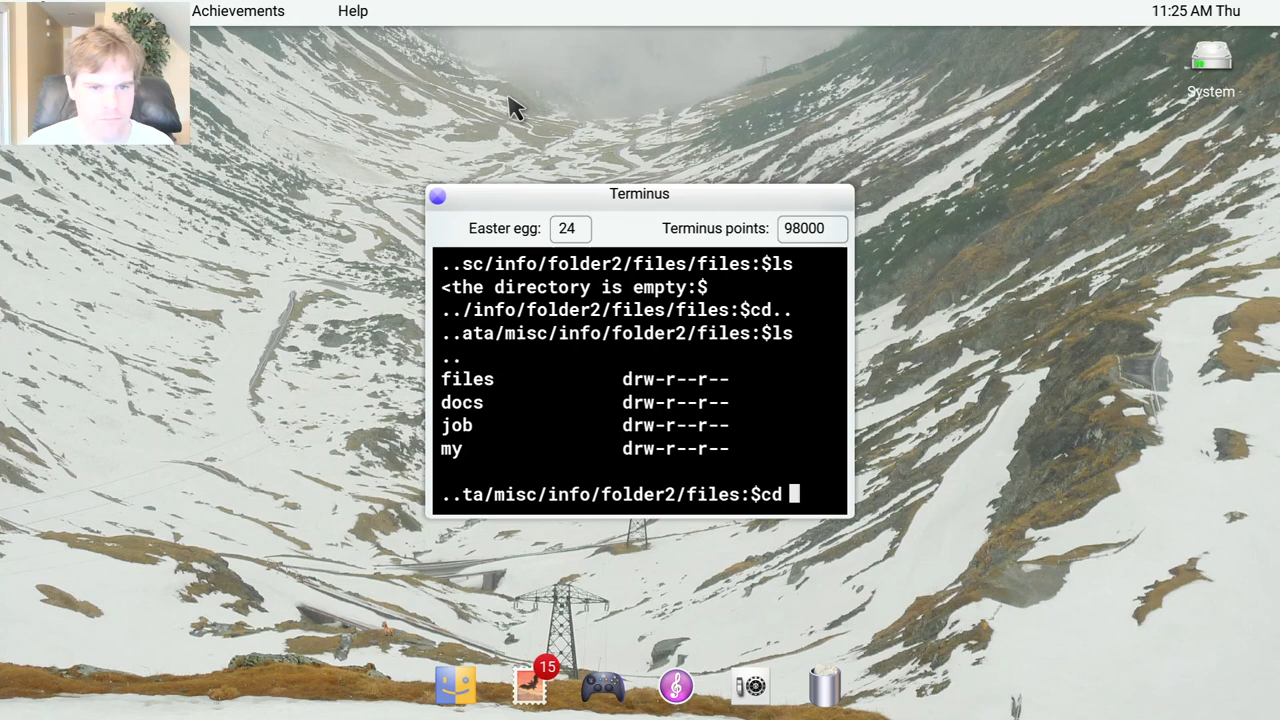 Achievements
Help
11:25 AM Thu
System
Terminus
Easter egg: 24
Terminus points: 98000
..sc/info/folder2/files/files:$ls
<the directory is empty:$
../info/folder2/files/files:$cd..
..ata/misc/info/folder2/files:$ls
..
files drw-r--r--
docs drw-r--r--
job drw-r--r--
my drw-r--r--
..ta/misc/info/folder2/files:$cd
15